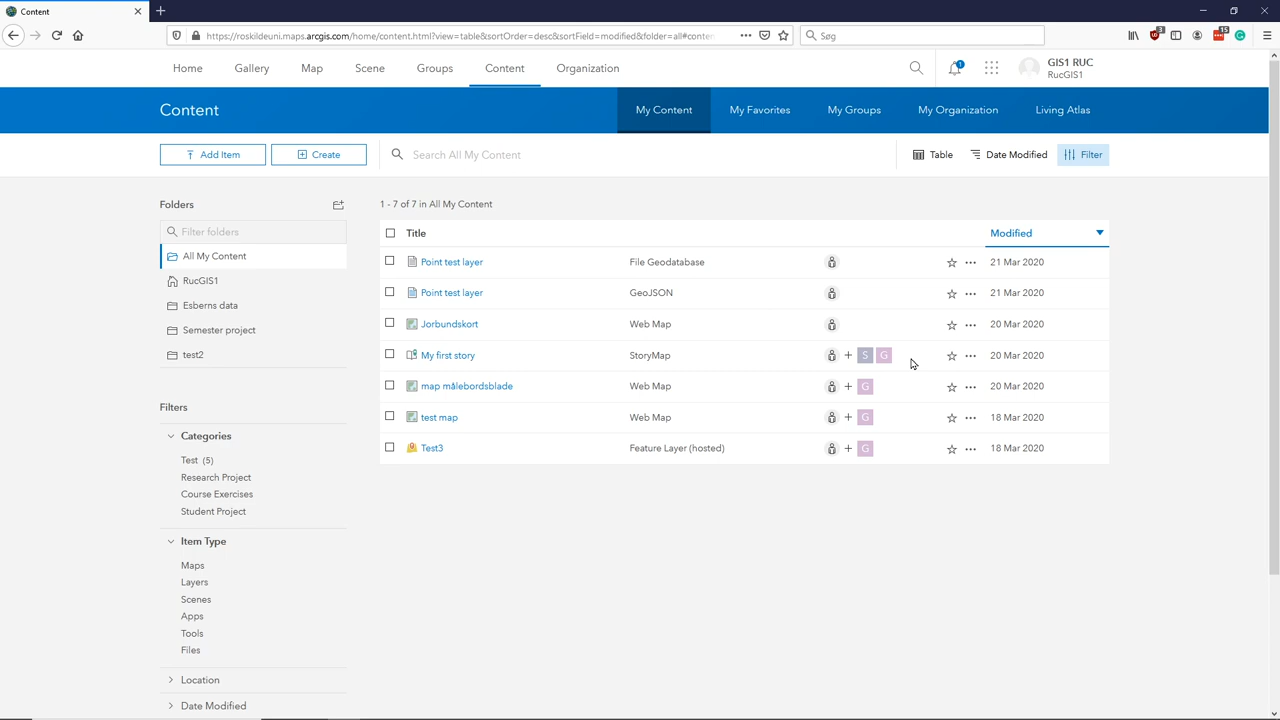 Content
https://roskildeuni.maps.arcgis.com/home/content.html?view=table&sortOrder=desc&sortField=modified&folder=all#conten
Søg
3
15
Home
Gallery
Map
Scene
Groups
Content
Organization
1
GIS1 RUC
RucGIS1
Content
My Content
My Favorites
My Groups
My Organization
Living Atlas
Add Item
Create
Search All My Content
Table
Date Modified
Filter
Folders
Filter folders
All My Content
RucGIS1
Esberns data
Semester project
test2
Filters
Categories
Test (5)
Research Project
Course Exercises
Student Project
Item Type
Maps
Layers
Scenes
Apps
Tools
Files
Location
Date Modified
1 - 7 of 7 in All My Content
Title Modified
Point test layer File Geodatabase 21 Mar 2020
Point test layer GeoJSON 21 Mar 2020
Jorbundskort Web Map 20 Mar 2020
My first story StoryMap + S G 20 Mar 2020
map målebordsblade Web Map + G 20 Mar 2020
test map Web Map + G 18 Mar 2020
Test3 Feature Layer (hosted) + G 18 Mar 2020